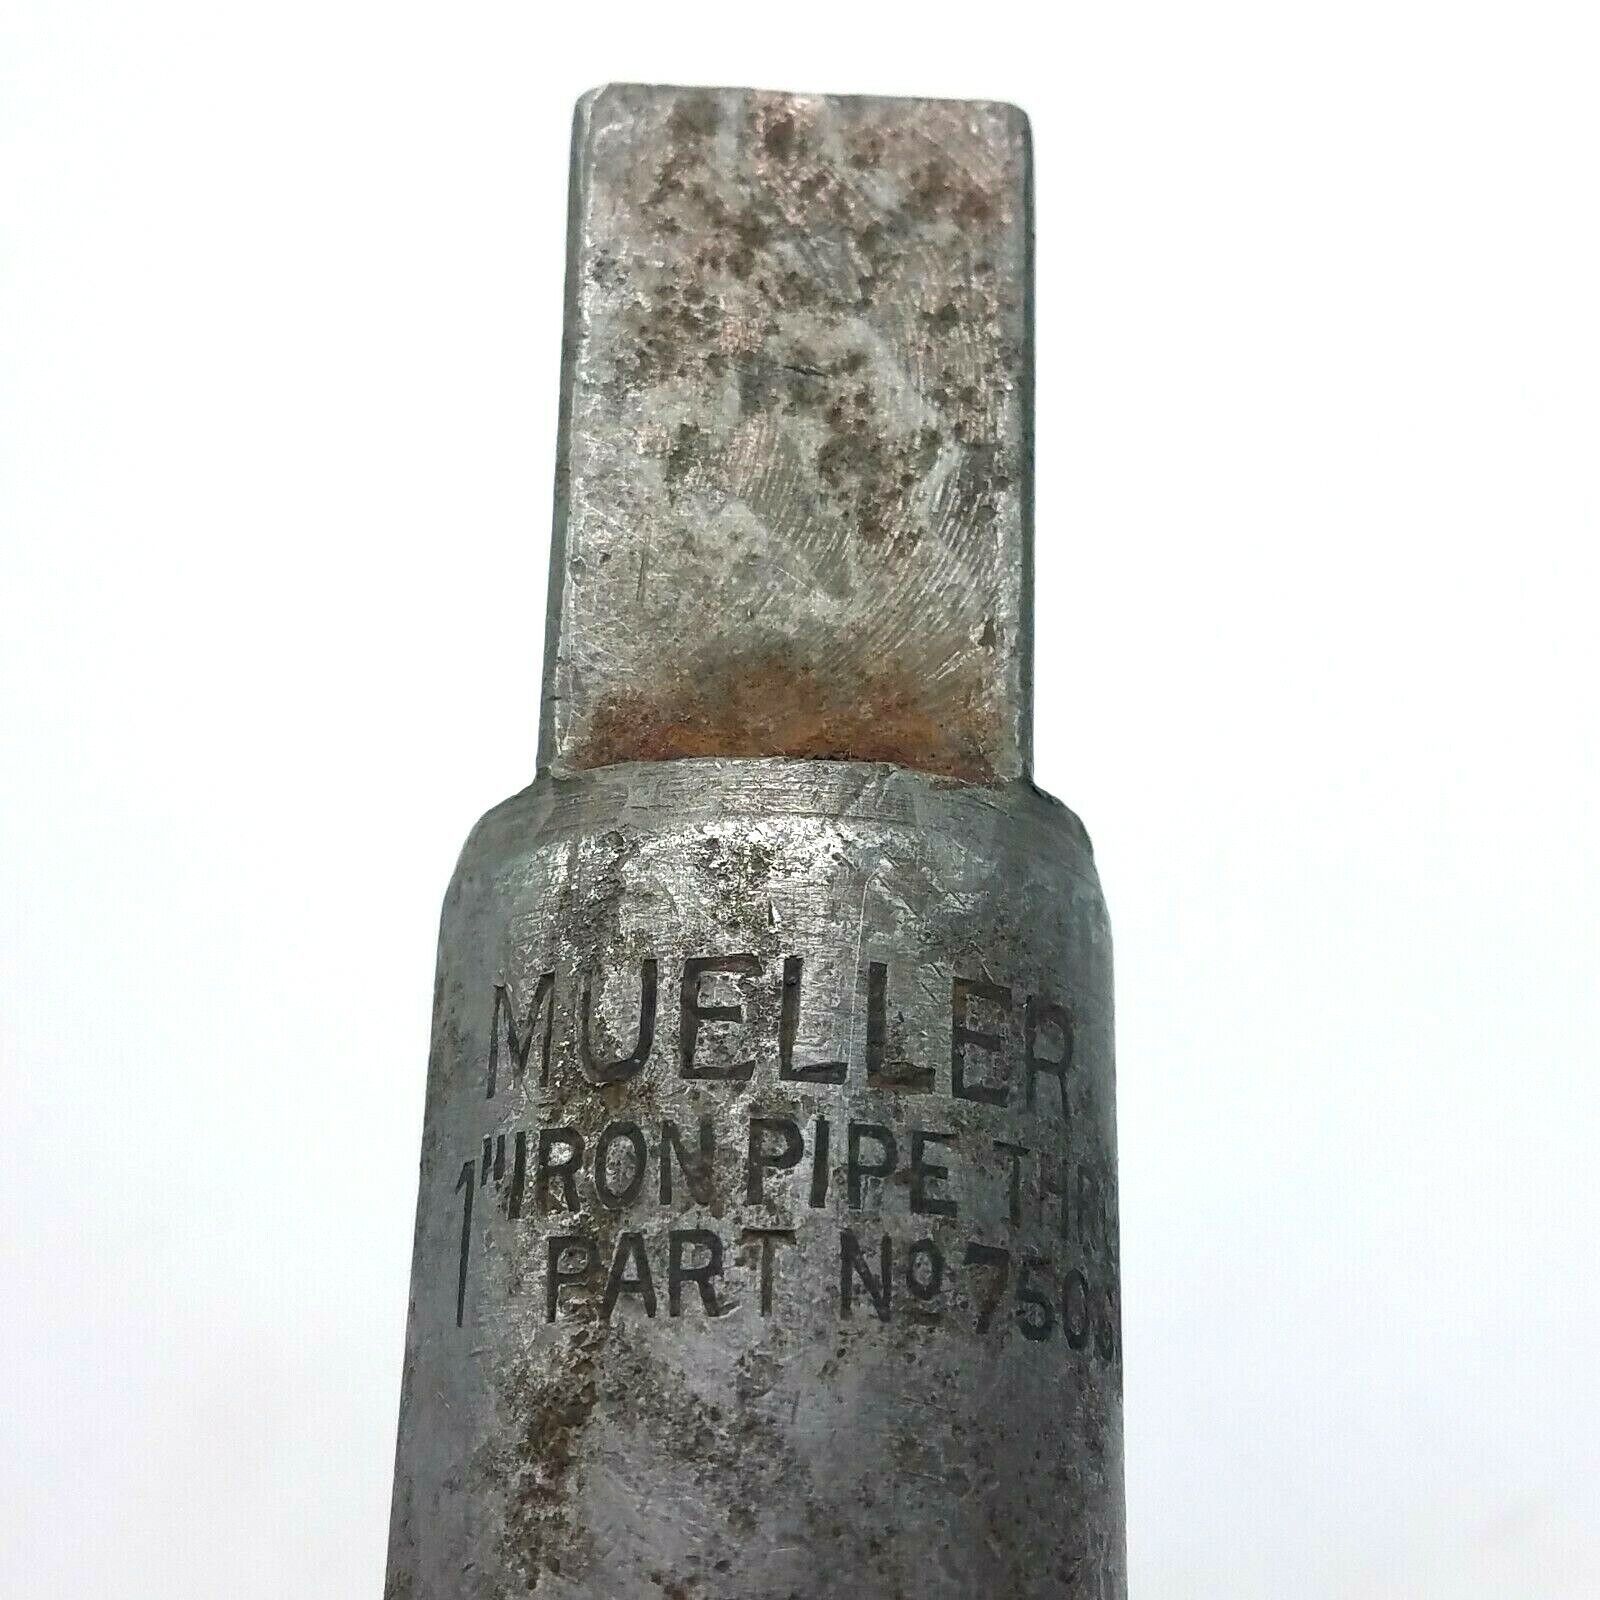 MUELLER
1" IRON PIPE
PART No